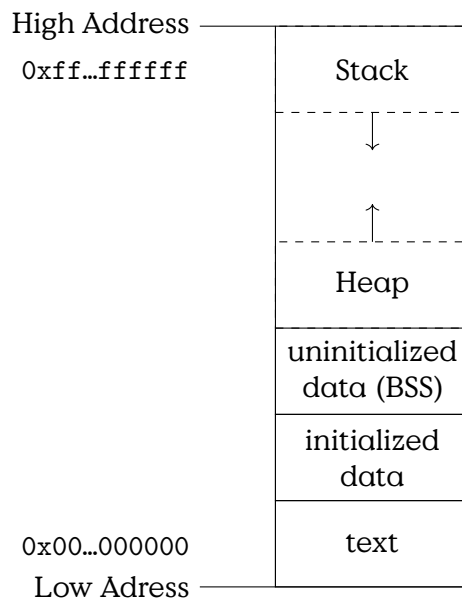 High Address
0xff…ffffff
Stack
Heap
uninitialized
data (BSS)
initialized
data
text
0x00…000000
Low Adress